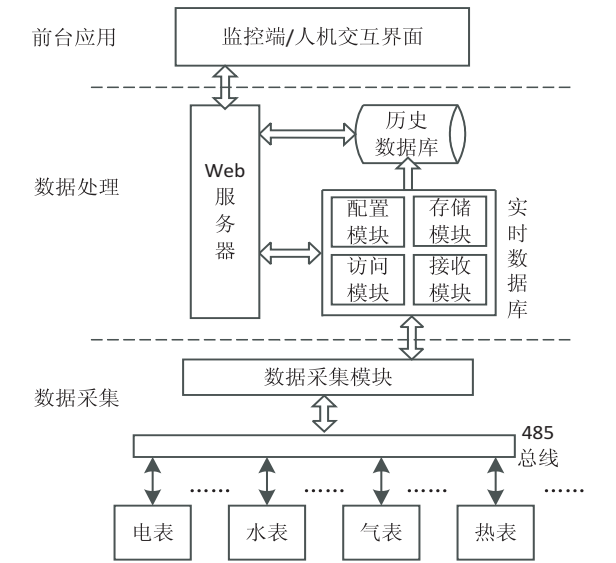 前台应用
监控端/人机交互界面
数据处理
Web
服
务
器
历史
数据库
配置
模块
存储
模块
访问
模块
接收
模块
实
时
数
据
库
数据采集
数据采集模块
485
总线
……
……
……
……
电表
水表
气表
热表